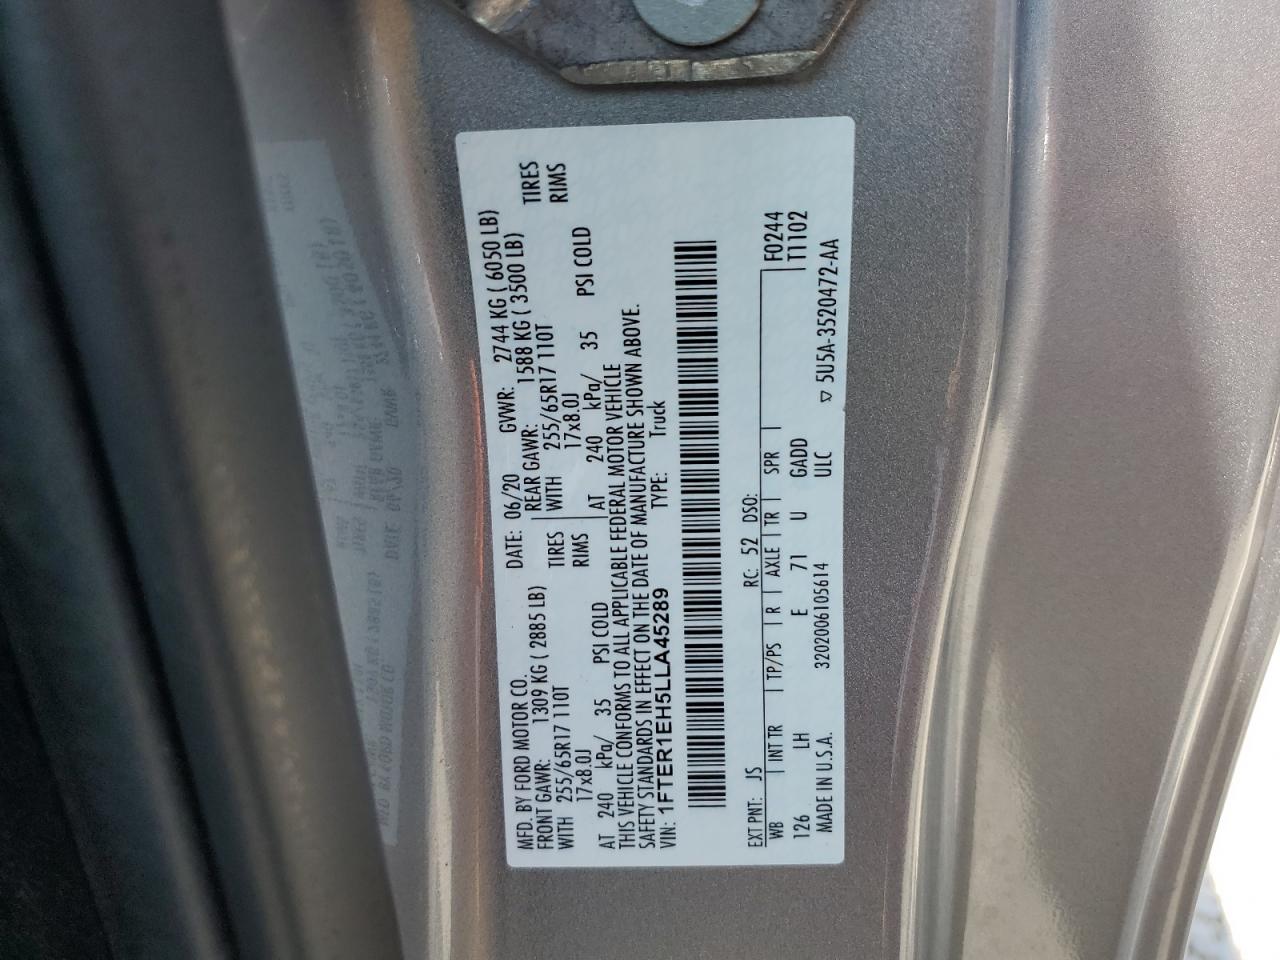 MFD. BY FORD MOTOR CO.
DATE: 06/20 GVWR: 2744 KG ( 6050 LB)
FRONT GAWR: 1309 KG ( 2885 LB) REAR GAWR: 1588 KG ( 3500 LB)
WITH 255/65R17 110T TIRES WITH 255/65R17 110T TIRES
17x8.0J RIMS 17x8.0J RIMS
AT 240 kPa/ 35 PSI COLD AT 240 kPa/ 35 PSI COLD
THIS VEHICLE CONFORMS TO ALL APPLICABLE FEDERAL MOTOR VEHICLE
SAFETY STANDARDS IN EFFECT ON THE DATE OF MANUFACTURE SHOWN ABOVE.
VIN: 1FTER1EH5LLA45289 TYPE: Truck
EXT PNT: JS RC: 52 DSO:
WB INT TR TP/PS R AXLE TR SPR F0244
126 LH E 71 U GADD T1102
MADE IN U.S.A. 3202006105614 ULC ▽ 5U5A-3520472-AA